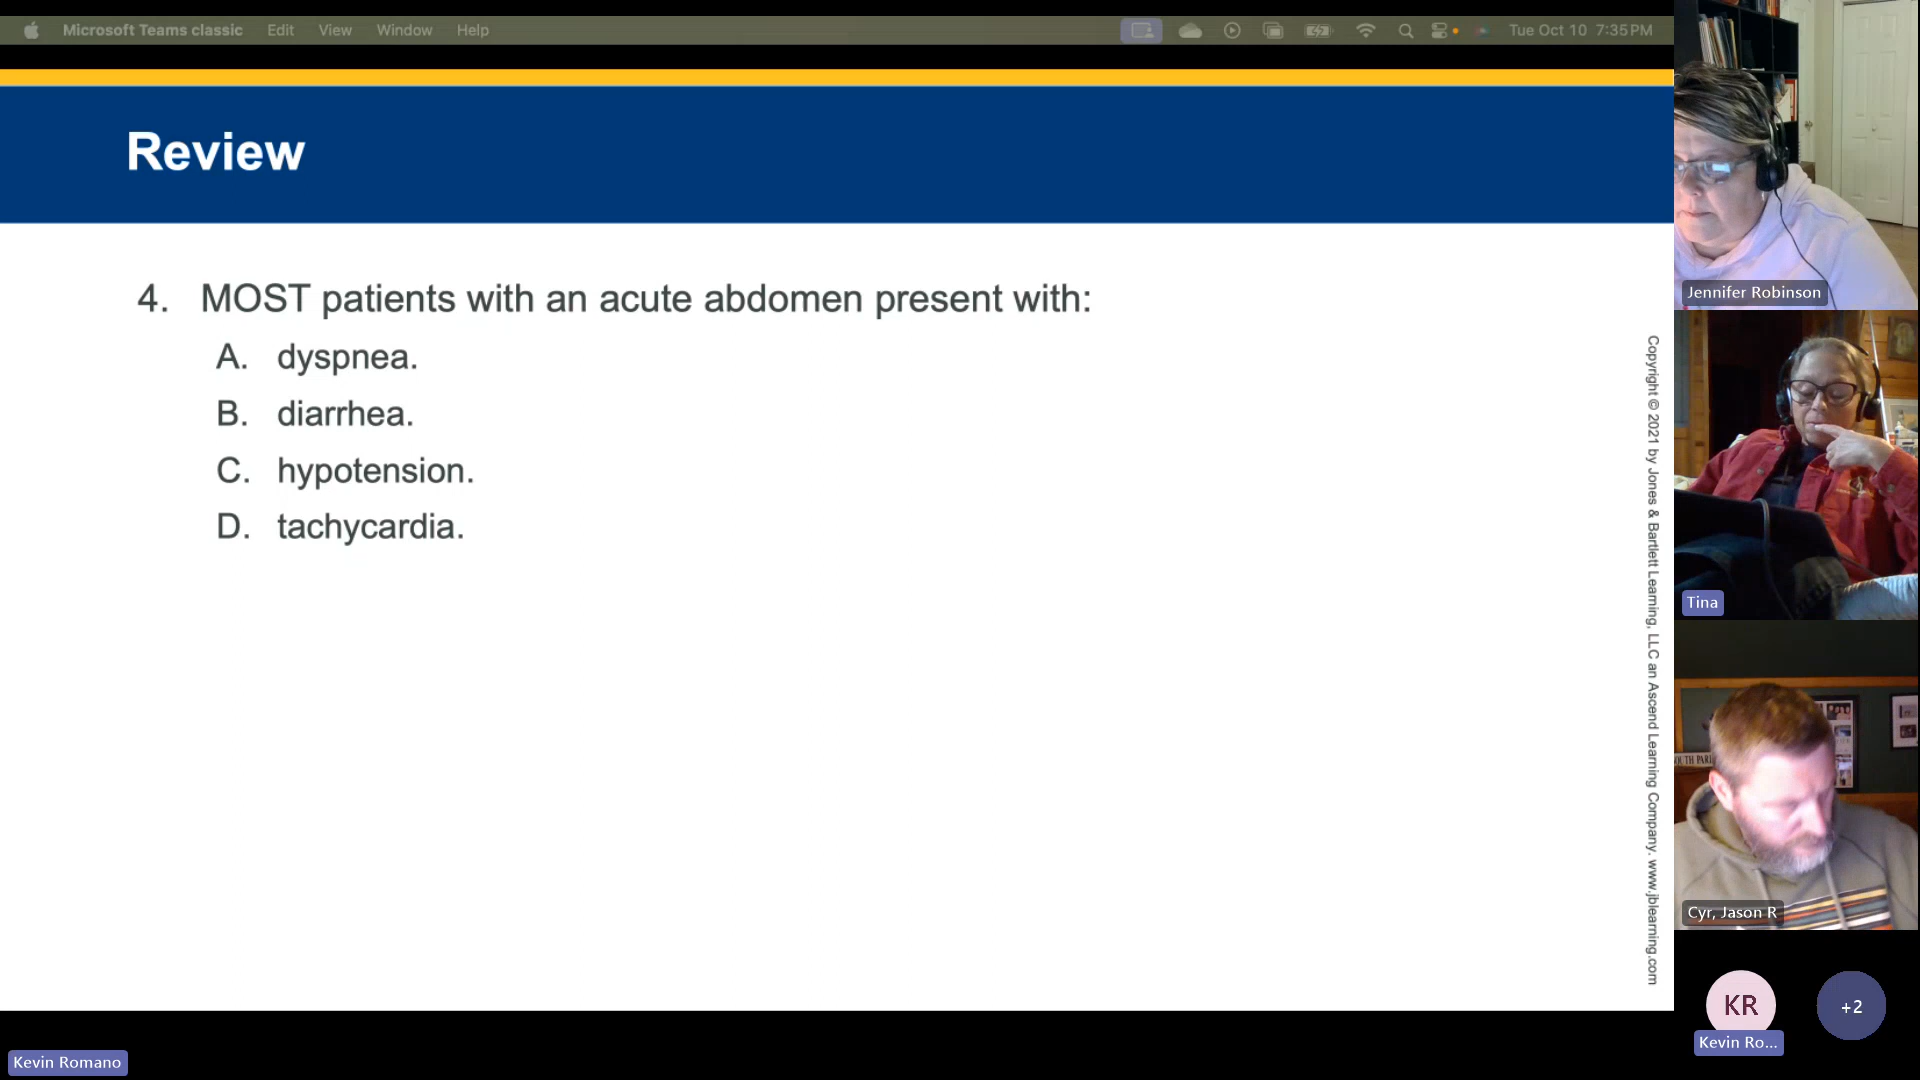 Microsoft Teams classic Edit View Window Help Tue Oct 10 7:35 PM
Review
4. MOST patients with an acute abdomen present with:
A. dyspnea.
B. diarrhea.
C. hypotension.
D. tachycardia.
Copyright © 2021 by Jones & Bartlett Learning, LLC an Ascend Learning Company. www.jblearning.com
Jennifer Robinson
Tina
Cyr, Jason R
KR
+2
Kevin Ro...
Kevin Romano